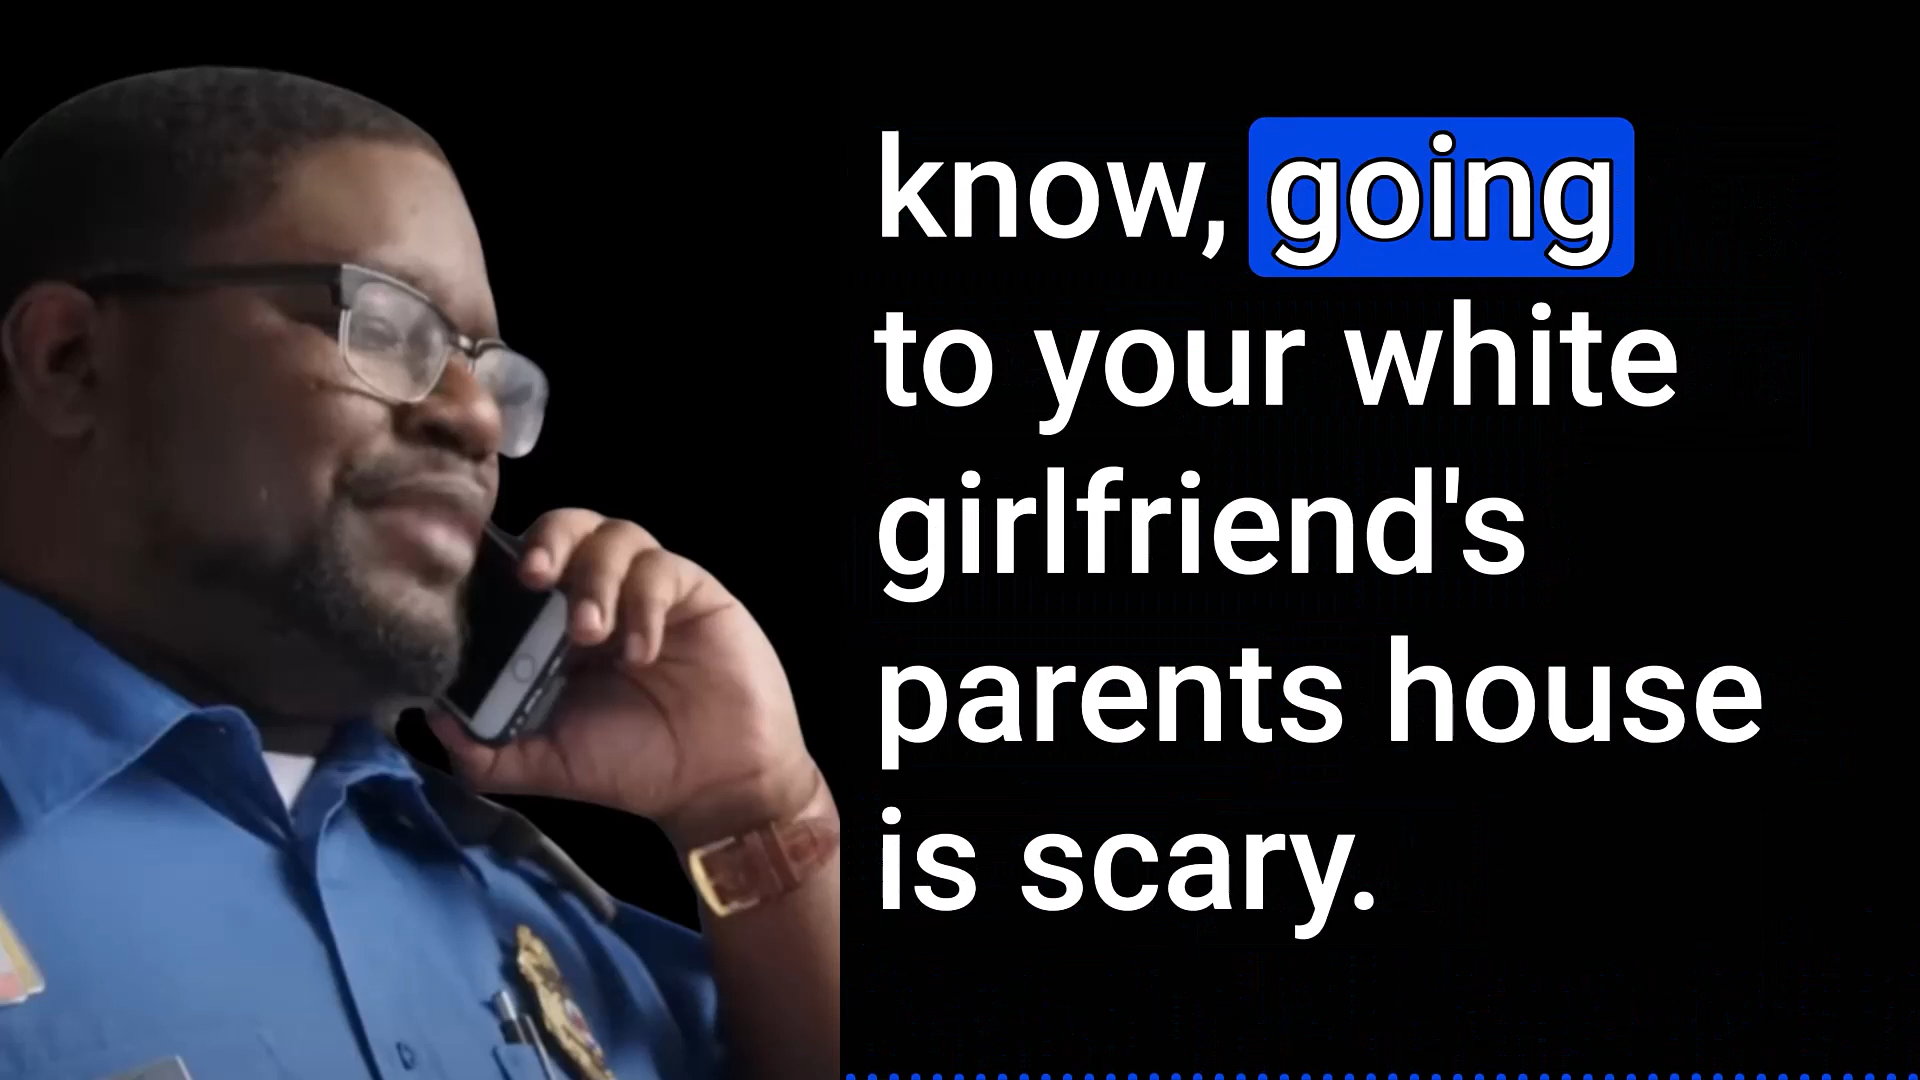 know, going
to your white
girlfriend's
parents house
is scary.